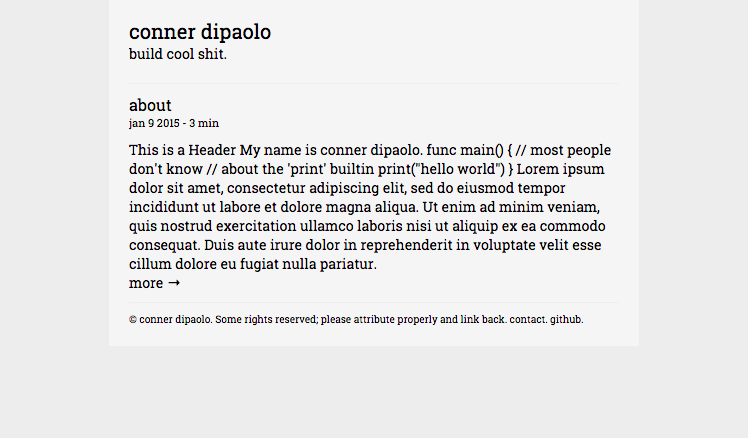 conner dipaolo
build cool shit.
about
jan 9 2015 - 3 min
This is a Header My name is conner dipaolo. func main() { // most people
don't know // about the 'print' builtin print("hello world") } Lorem ipsum
dolor sit amet, consectetur adipiscing elit, sed do eiusmod tempor
incididunt ut labore et dolore magna aliqua. Ut enim ad minim veniam,
quis nostrud exercitation ullamco laboris nisi ut aliquip ex ea commodo
consequat. Duis aute irure dolor in reprehenderit in voluptate velit esse
cillum dolore eu fugiat nulla pariatur.
more →
© conner dipaolo. Some rights reserved; please attribute properly and link back. contact. github.